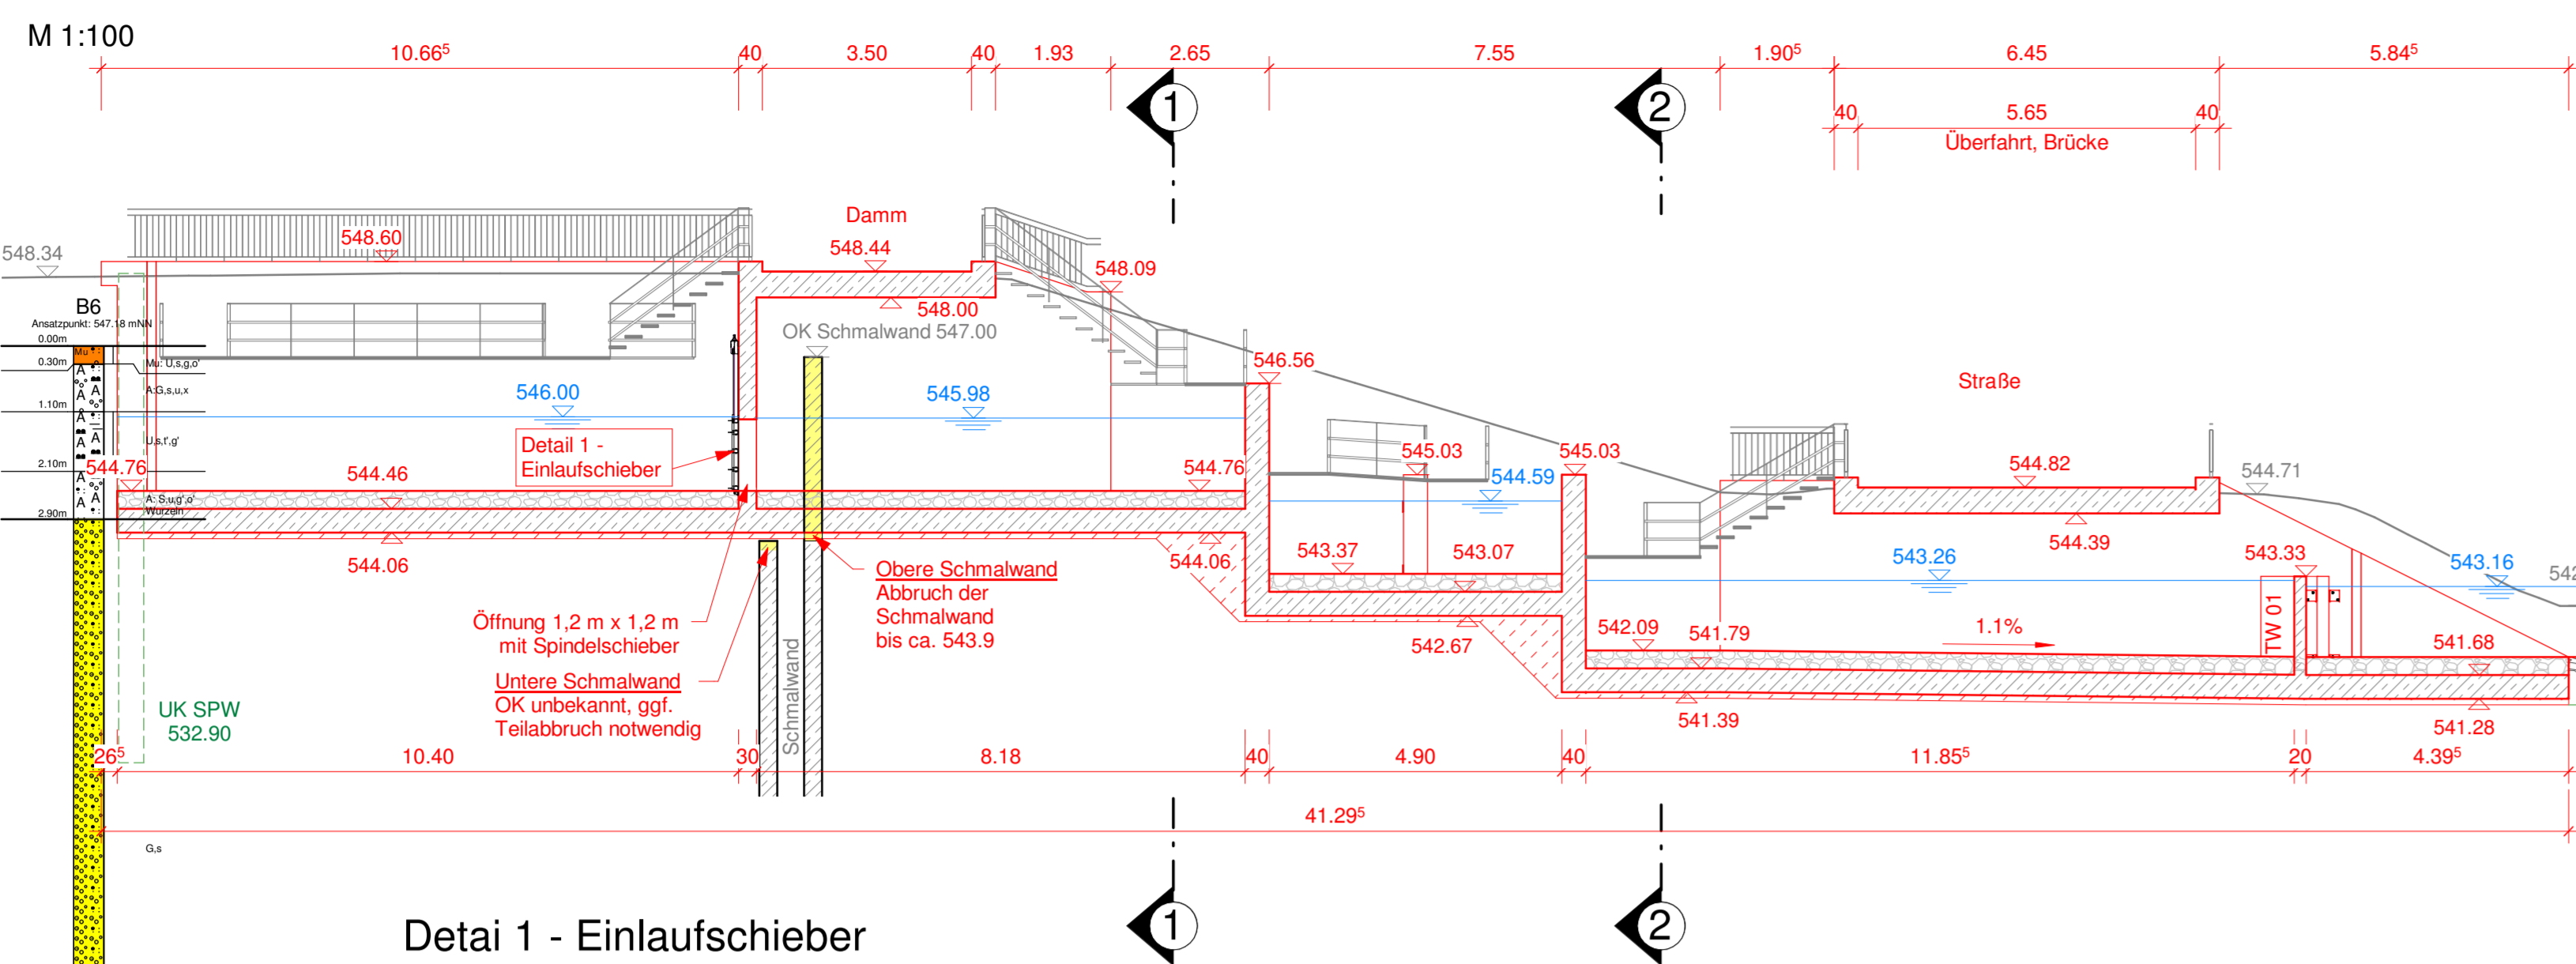 M 1:100
10.66⁵
40
3.50
40
1.93
2.65
7.55
1.90⁵
6.45
5.84⁵
1
2
40
5.65
40
Überfahrt, Brücke
548.34
548.60
Damm
548.44
548.09
548.00
OK Schmalwand 547.00
546.56
Straße
B6
Ansatzpunkt: 547.18 mNN
0.00m
0.30m
1.10m
2.10m
2.90m
Mu
A
A
A
A
A
A
A
A
A
Mu: U,s,g,o'
A:G,s,u,x
U,s,t',g'
A: S,u,g',o'
Wurzeln
546.00
545.98
Detail 1 -
Einlaufschieber
544.76
544.46
544.76
545.03
544.59
545.03
544.82
544.71
544.06
544.06
543.37
543.07
544.39
543.26
543.33
543.16
542
Obere Schmalwand
Abbruch der
Schmalwand
bis ca. 543.9
Öffnung 1,2 m x 1,2 m
mit Spindelschieber
Untere Schmalwand
OK unbekannt, ggf.
Teilabbruch notwendig
Schmalwand
542.67
542.09
541.79
1.1%
TW 01
541.68
541.39
541.28
UK SPW
532.90
26⁵
10.40
30
8.18
40
4.90
40
11.85⁵
20
4.39⁵
41.29⁵
G,s
Detai 1 - Einlaufschieber
1
2